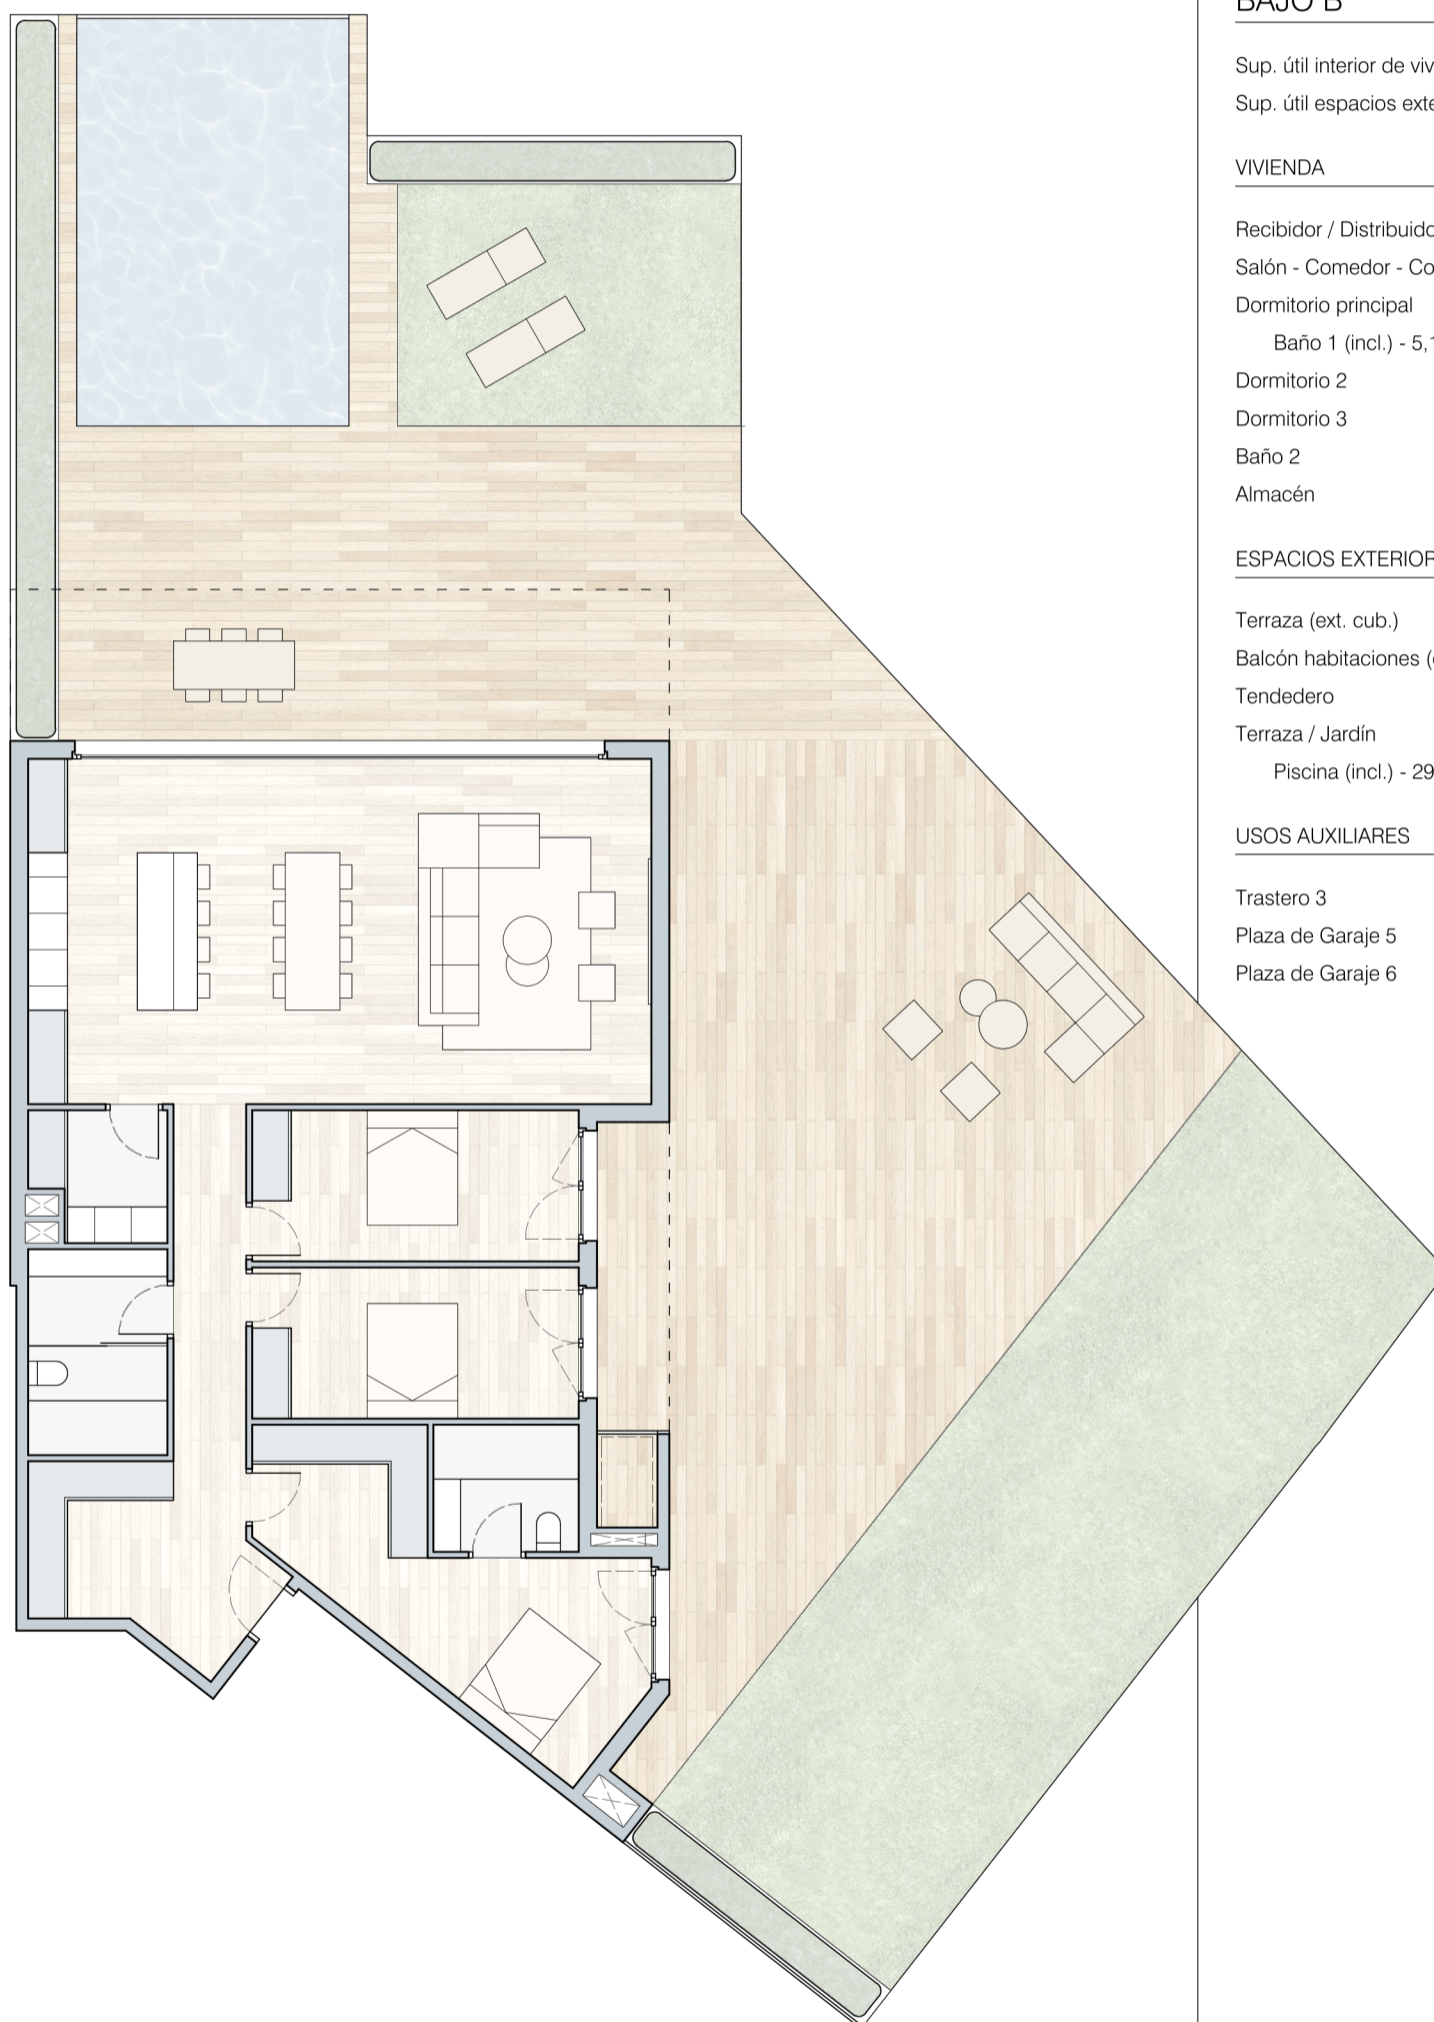 BAJO B
Sup. útil interior de viv
Sup. útil espacios exte
VIVIENDA
Recibidor / Distribuido
Salón - Comedor - Co
Dormitorio principal
Baño 1 (incl.) - 5,1
Dormitorio 2
Dormitorio 3
Baño 2
Almacén
ESPACIOS EXTERIOR
Terraza (ext. cub.)
Balcón habitaciones (
Tendedero
Terraza / Jardín
Piscina (incl.) - 29
USOS AUXILIARES
Trastero 3
Plaza de Garaje 5
Plaza de Garaje 6